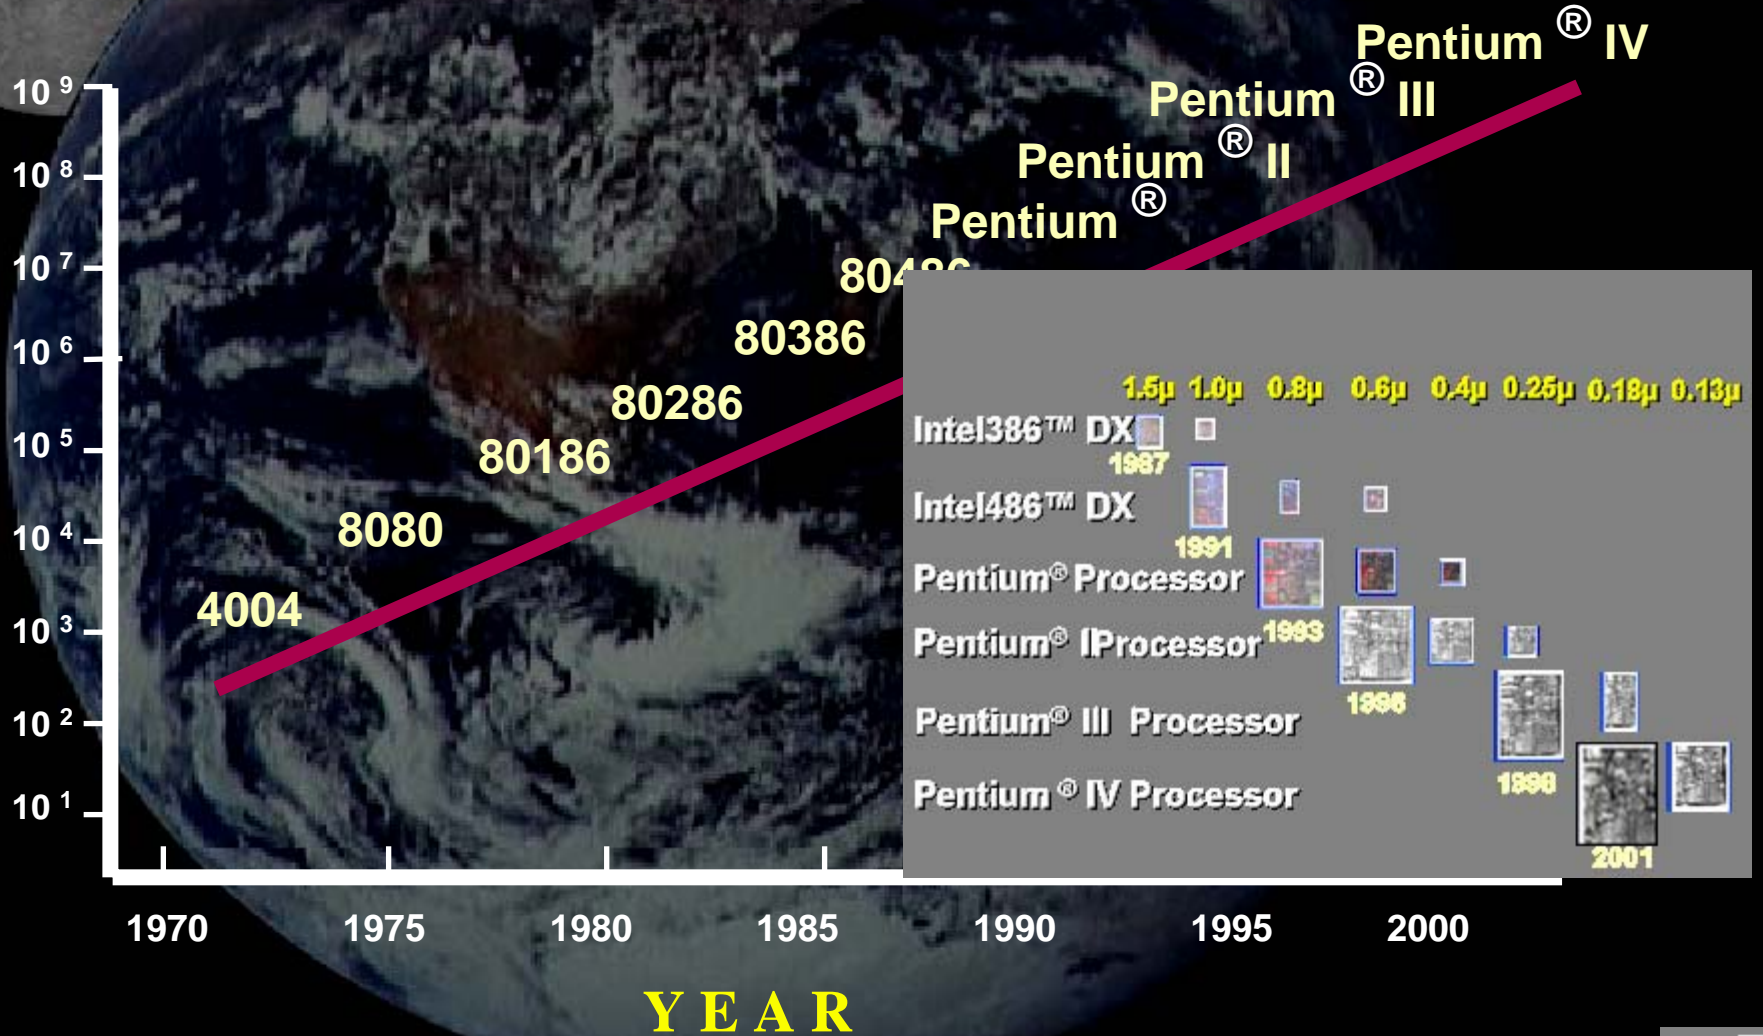 Pentium ® IV
10 9
Pentium ® III
Pentium ® II
10 8
Pentium ®
10 7
80486
80386
10 6
80286
10 5
80186
8080
10 4
4004
10 3
10 2
10 1
1.5µ 1.0µ 0.8µ 0.6µ 0.4µ 0.25µ 0.18µ 0.13µ
Intel386™ DX
1987
Intel486™ DX
1991
Pentium® Processor
1993
Pentium® IIProcessor
Pentium® III Processor
Pentium ® IV Processor
2001
1970 1975 1980 1985 1990 1995 2000
YEAR